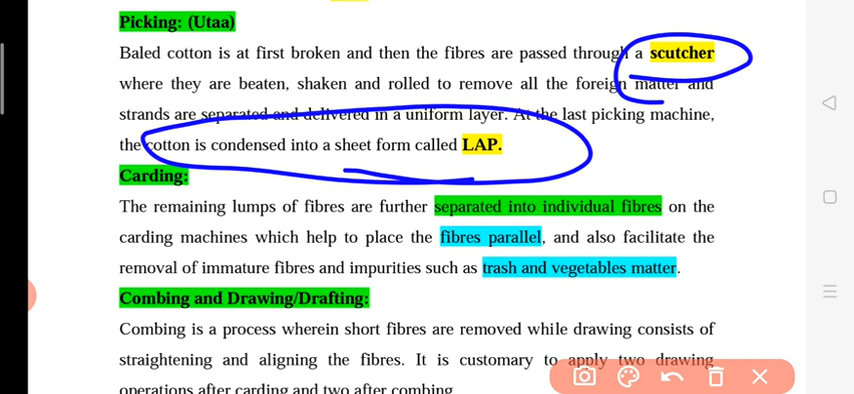 Picking: (Utaa)
Baled cotton is at first broken and then the fibres are passed through a scutcher
where they are beaten, shaken and rolled to remove all the foreign matter and
strands are separated and delivered in a uniform layer. At the last picking machine,
the cotton is condensed into a sheet form called LAP.
Carding:
The remaining lumps of fibres are further separated into individual fibres on the
carding machines which help to place the fibres parallel, and also facilitate the
removal of immature fibres and impurities such as trash and vegetables matter.
Combing and Drawing/Drafting:
Combing is a process wherein short fibres are removed while drawing consists of
straightening and aligning the fibres. It is customary to apply two drawing
operations after carding and two after combing.